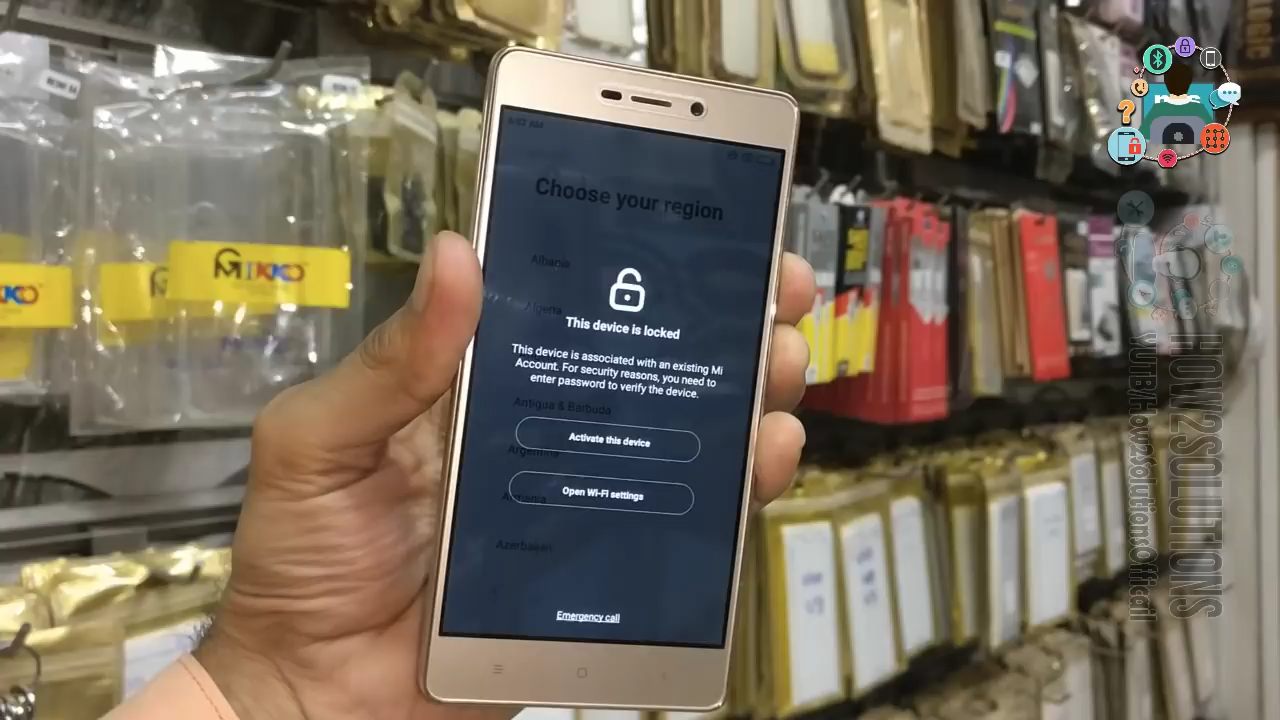 Choose your region
Albania
Algeria
This device is locked
This device is associated with an existing Mi
Account. For security reasons, you need to
enter password to verify the device.
Antigua & Barbuda
Activate this device
Argentina
Open Wi-Fi settings
Armenia
Azerbaijan
Emergency call
MIKKO
HOW2SOLUTIONS